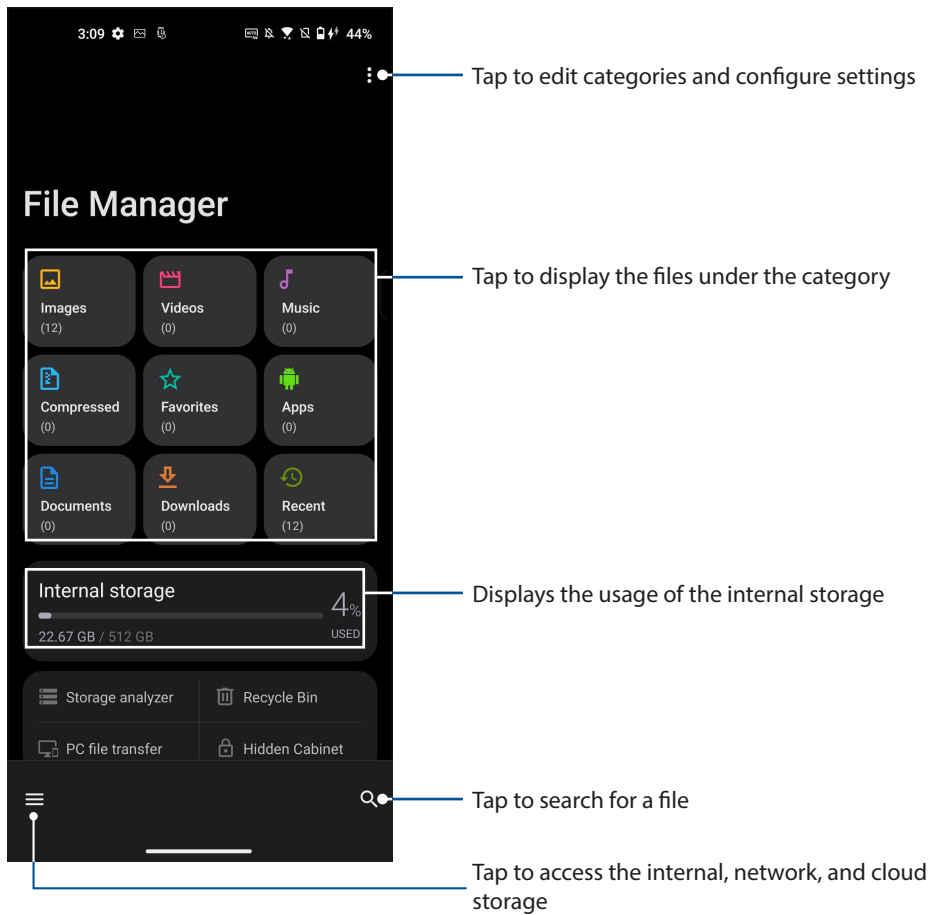 3:09 44%
Tap to edit categories and configure settings
File Manager
Tap to display the files under the category
Images Videos Music
(12) (0) (0)
Compressed Favorites Apps
(0) (0) (0)
Documents Downloads Recent
(0) (0) (12)
Internal storage 4%
Displays the usage of the internal storage
22.67 GB / 512 GB USED
Storage analyzer Recycle Bin
PC file transfer Hidden Cabinet
Tap to search for a file
Tap to access the internal, network, and cloud
storage